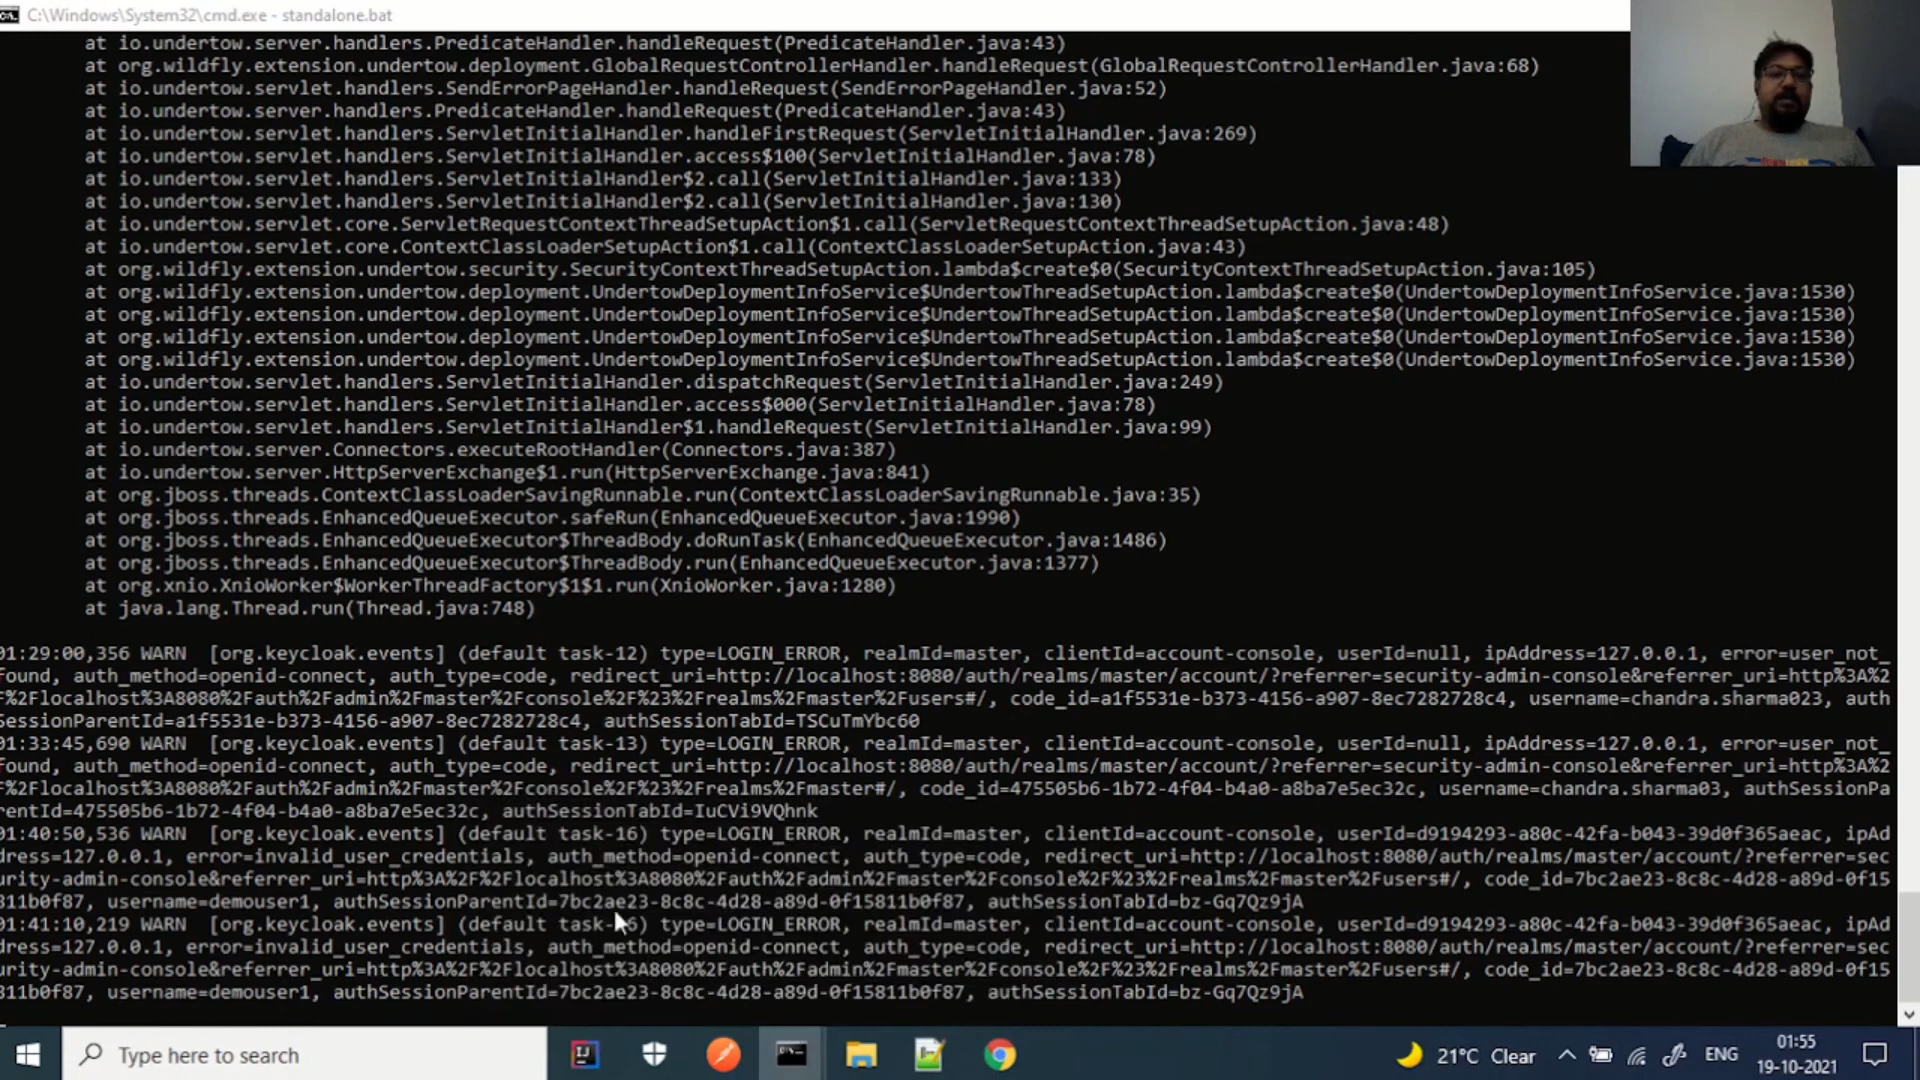 C:\Windows\System32\cmd.exe - standalone.bat
at io.undertow.server.handlers.PredicateHandler.handleRequest(PredicateHandler.java:43)
at org.wildfly.extension.undertow.deployment.GlobalRequestControllerHandler.handleRequest(GlobalRequestControllerHandler.java:68)
at io.undertow.servlet.handlers.SendErrorPageHandler.handleRequest(SendErrorPageHandler.java:52)
at io.undertow.server.handlers.PredicateHandler.handleRequest(PredicateHandler.java:43)
at io.undertow.servlet.handlers.ServletInitialHandler.handleFirstRequest(ServletInitialHandler.java:269)
at io.undertow.servlet.handlers.ServletInitialHandler.access$100(ServletInitialHandler.java:78)
at io.undertow.servlet.handlers.ServletInitialHandler$2.call(ServletInitialHandler.java:133)
at io.undertow.servlet.handlers.ServletInitialHandler$2.call(ServletInitialHandler.java:130)
at io.undertow.servlet.core.ServletRequestContextThreadSetupAction$1.call(ServletRequestContextThreadSetupAction.java:48)
at io.undertow.servlet.core.ContextClassLoaderSetupAction$1.call(ContextClassLoaderSetupAction.java:43)
at org.wildfly.extension.undertow.security.SecurityContextThreadSetupAction.lambda$create$0(SecurityContextThreadSetupAction.java:105)
at org.wildfly.extension.undertow.deployment.UndertowDeploymentInfoService$UndertowThreadSetupAction.lambda$create$0(UndertowDeploymentInfoService.java:1530)
at org.wildfly.extension.undertow.deployment.UndertowDeploymentInfoService$UndertowThreadSetupAction.lambda$create$0(UndertowDeploymentInfoService.java:1530)
at org.wildfly.extension.undertow.deployment.UndertowDeploymentInfoService$UndertowThreadSetupAction.lambda$create$0(UndertowDeploymentInfoService.java:1530)
at org.wildfly.extension.undertow.deployment.UndertowDeploymentInfoService$UndertowThreadSetupAction.lambda$create$0(UndertowDeploymentInfoService.java:1530)
at io.undertow.servlet.handlers.ServletInitialHandler.dispatchRequest(ServletInitialHandler.java:249)
at io.undertow.servlet.handlers.ServletInitialHandler.access$000(ServletInitialHandler.java:78)
at io.undertow.servlet.handlers.ServletInitialHandler$1.handleRequest(ServletInitialHandler.java:99)
at io.undertow.server.Connectors.executeRootHandler(Connectors.java:387)
at io.undertow.server.HttpServerExchange$1.run(HttpServerExchange.java:841)
at org.jboss.threads.ContextClassLoaderSavingRunnable.run(ContextClassLoaderSavingRunnable.java:35)
at org.jboss.threads.EnhancedQueueExecutor.safeRun(EnhancedQueueExecutor.java:1990)
at org.jboss.threads.EnhancedQueueExecutor$ThreadBody.doRunTask(EnhancedQueueExecutor.java:1486)
at org.jboss.threads.EnhancedQueueExecutor$ThreadBody.run(EnhancedQueueExecutor.java:1377)
at org.xnio.XnioWorker$WorkerThreadFactory$1$1.run(XnioWorker.java:1280)
at java.lang.Thread.run(Thread.java:748)
01:29:00,356 WARN  [org.keycloak.events] (default task-12) type=LOGIN_ERROR, realmId=master, clientId=account-console, userId=null, ipAddress=127.0.0.1, error=user_not_
found, auth_method=openid-connect, auth_type=code, redirect_uri=http://localhost:8080/auth/realms/master/account/?referrer=security-admin-console&referrer_uri=http%3A%2
F%2Flocalhost%3A8080%2Fauth%2Fadmin%2Fmaster%2Fconsole%2F%23%2Frealms%2Fmaster%2Fusers#/, code_id=a1f5531e-b373-4156-a907-8ec7282728c4, username=chandra.sharma023, auth
SessionParentId=a1f5531e-b373-4156-a907-8ec7282728c4, authSessionTabId=TSCuTmYbc60
01:33:45,690 WARN  [org.keycloak.events] (default task-13) type=LOGIN_ERROR, realmId=master, clientId=account-console, userId=null, ipAddress=127.0.0.1, error=user_not_
found, auth_method=openid-connect, auth_type=code, redirect_uri=http://localhost:8080/auth/realms/master/account/?referrer=security-admin-console&referrer_uri=http%3A%2
F%2Flocalhost%3A8080%2Fauth%2Fadmin%2Fmaster%2Fconsole%2F%23%2Frealms%2Fmaster#/, code_id=475505b6-1b72-4f04-b4a0-a8ba7e5ec32c, username=chandra.sharma03, authSessionPa
rentId=475505b6-1b72-4f04-b4a0-a8ba7e5ec32c, authSessionTabId=IuCVi9VQhnk
01:40:50,536 WARN  [org.keycloak.events] (default task-16) type=LOGIN_ERROR, realmId=master, clientId=account-console, userId=d9194293-a80c-42fa-b043-39d0f365aeac, ipAd
dress=127.0.0.1, error=invalid_user_credentials, auth_method=openid-connect, auth_type=code, redirect_uri=http://localhost:8080/auth/realms/master/account/?referrer=sec
urity-admin-console&referrer_uri=http%3A%2F%2Flocalhost%3A8080%2Fauth%2Fadmin%2Fmaster%2Fconsole%2F%23%2Frealms%2Fmaster%2Fusers#/, code_id=7bc2ae23-8c8c-4d28-a89d-0f15
811b0f87, username=demouser1, authSessionParentId=7bc2ae23-8c8c-4d28-a89d-0f15811b0f87, authSessionTabId=bz-Gq7Qz9jA
01:41:10,219 WARN  [org.keycloak.events] (default task-16) type=LOGIN_ERROR, realmId=master, clientId=account-console, userId=d9194293-a80c-42fa-b043-39d0f365aeac, ipAd
dress=127.0.0.1, error=invalid_user_credentials, auth_method=openid-connect, auth_type=code, redirect_uri=http://localhost:8080/auth/realms/master/account/?referrer=sec
urity-admin-console&referrer_uri=http%3A%2F%2Flocalhost%3A8080%2Fauth%2Fadmin%2Fmaster%2Fconsole%2F%23%2Frealms%2Fmaster%2Fusers#/, code_id=7bc2ae23-8c8c-4d28-a89d-0f15
811b0f87, username=demouser1, authSessionParentId=7bc2ae23-8c8c-4d28-a89d-0f15811b0f87, authSessionTabId=bz-Gq7Qz9jA
Type here to search
21°C Clear
ENG
01:55
19-10-2021